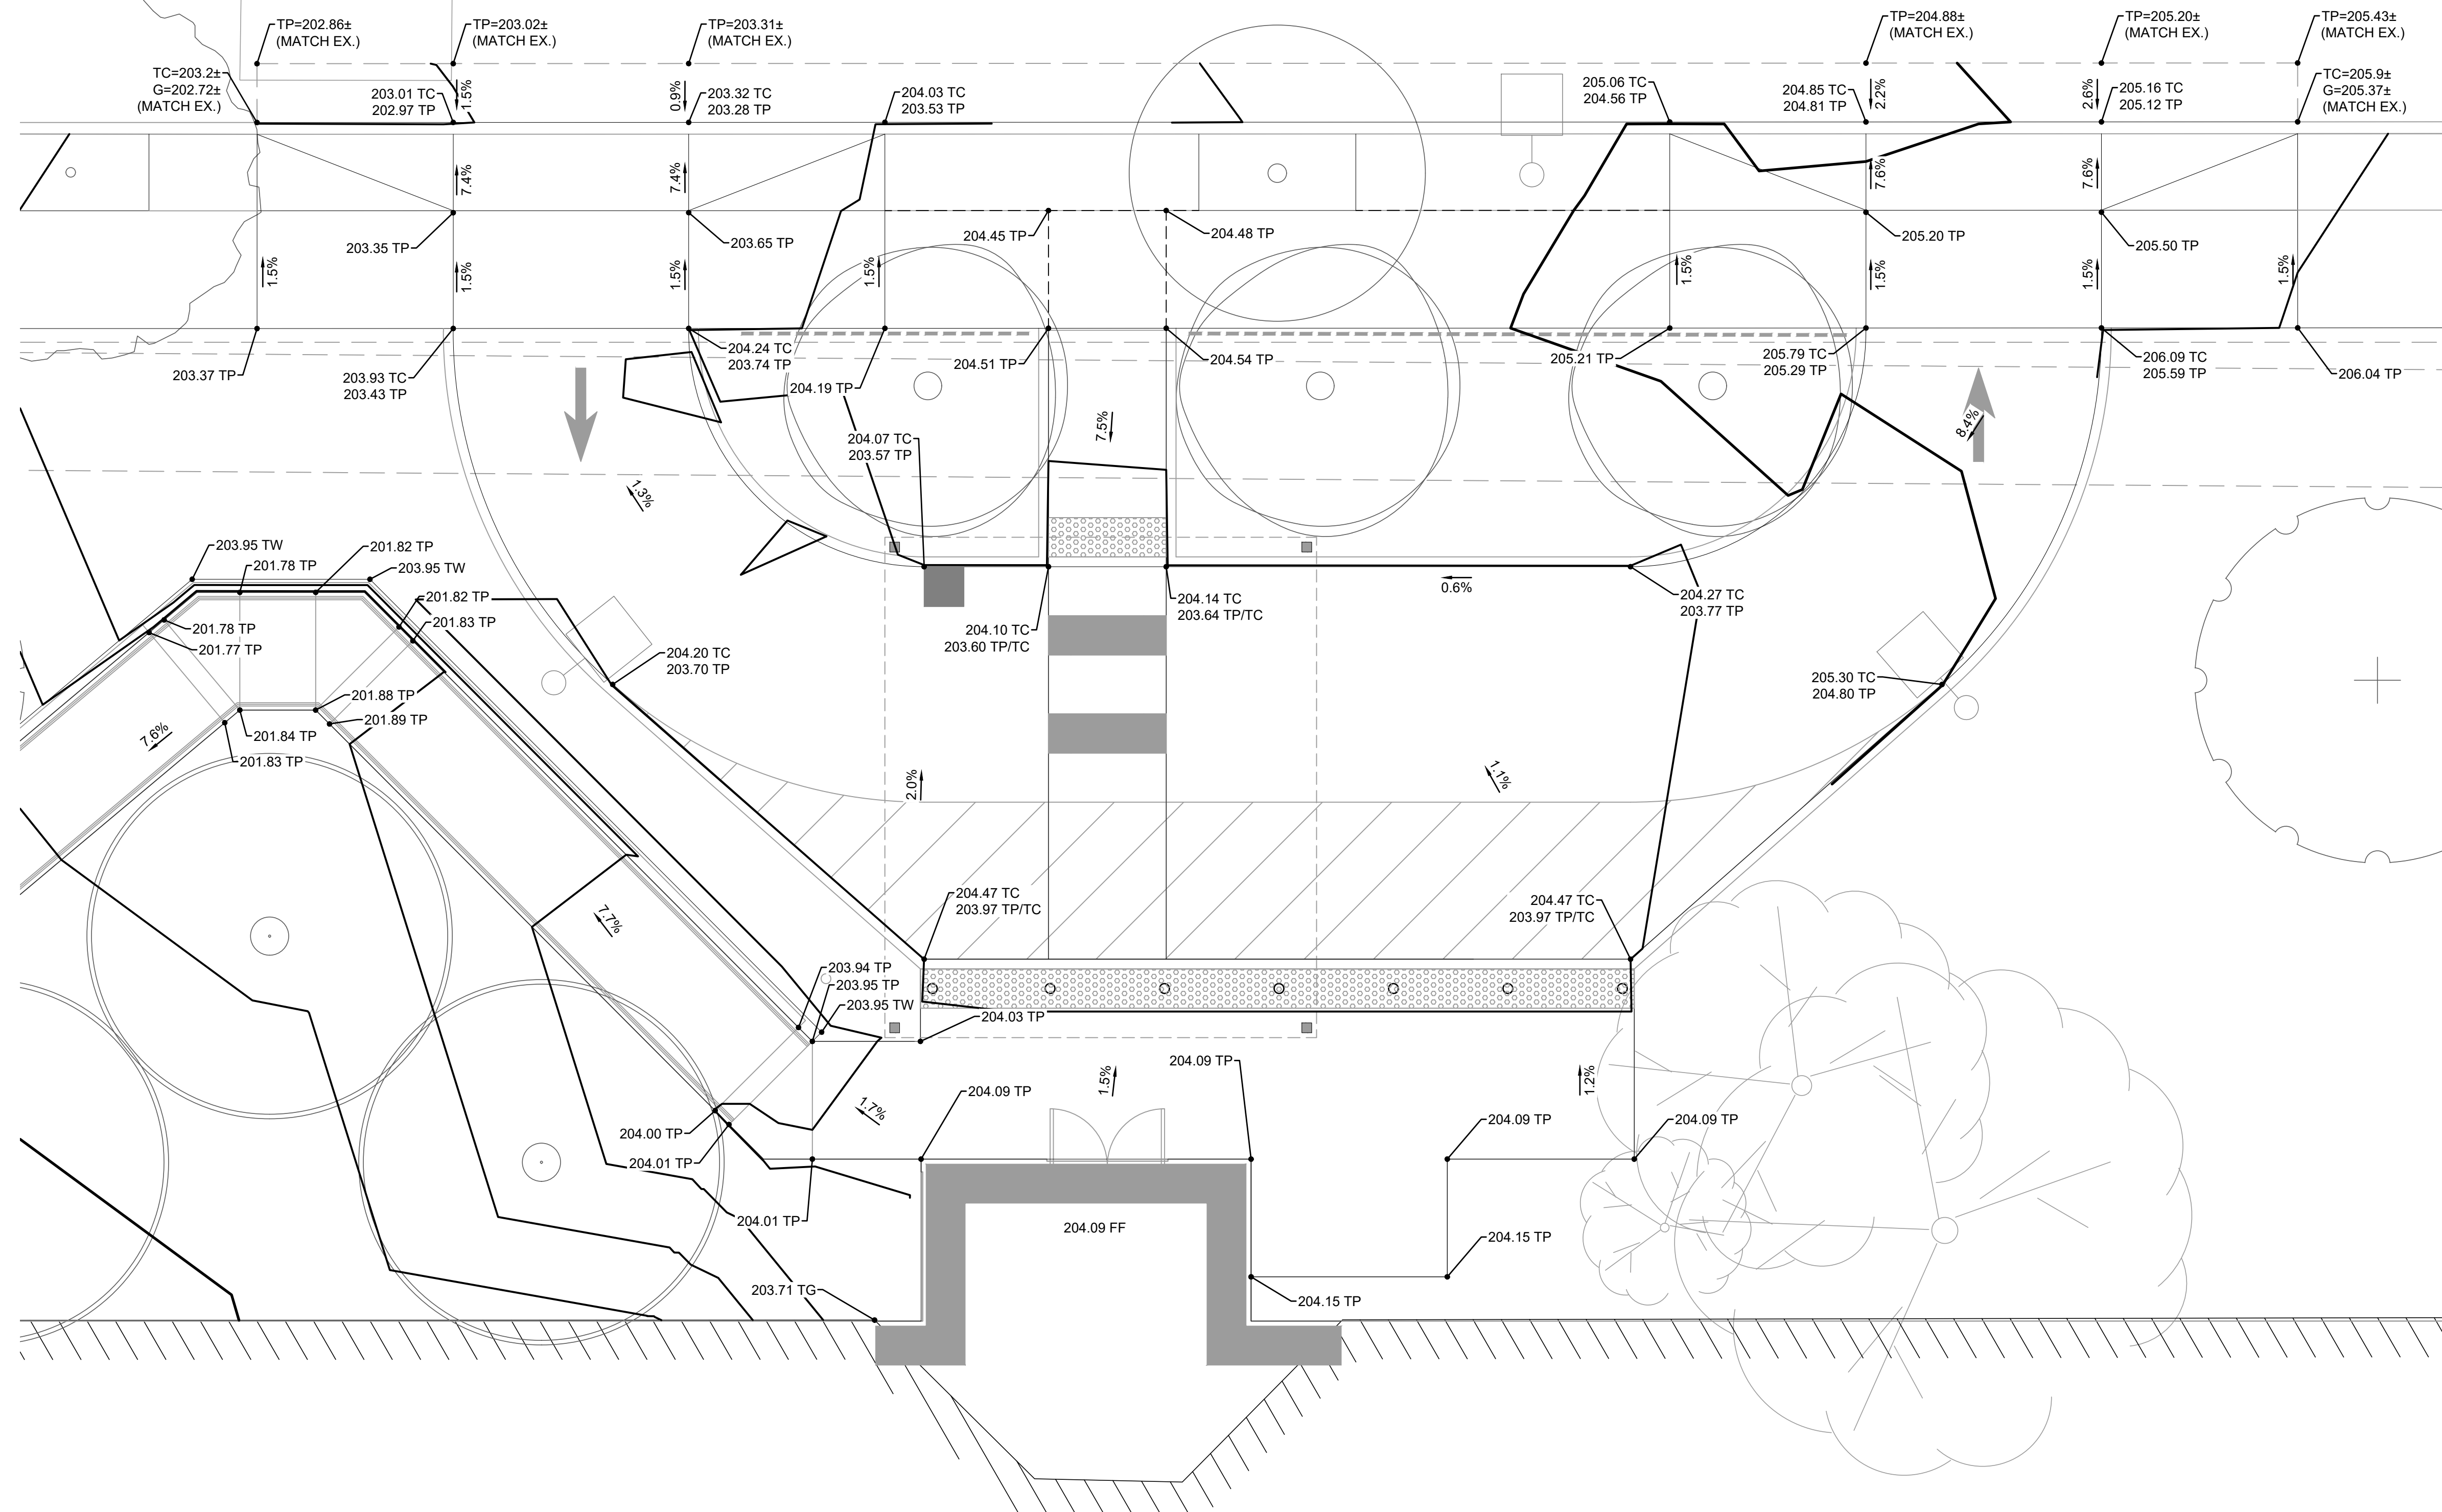 TP=202.86±
(MATCH EX.)
TP=203.02±
(MATCH EX.)
TP=203.31±
(MATCH EX.)
TP=204.88±
(MATCH EX.)
TP=205.20±
(MATCH EX.)
TP=205.43±
(MATCH EX.)
TC=203.2±
G=202.72±
(MATCH EX.)
203.01 TC
202.97 TP
1.5%
0.9%
203.32 TC
203.28 TP
204.03 TC
203.53 TP
205.06 TC
204.56 TP
204.85 TC
204.81 TP
2.2%
2.6%
205.16 TC
205.12 TP
TC=205.9±
G=205.37±
(MATCH EX.)
7.4%
7.4%
7.6%
7.6%
203.35 TP
203.65 TP
204.45 TP
204.48 TP
205.20 TP
205.50 TP
1.5%
1.5%
1.5%
1.5%
1.5%
1.5%
1.5%
1.5%
203.37 TP
203.93 TC
203.43 TP
204.24 TC
203.74 TP
204.19 TP
204.51 TP
204.54 TP
205.21 TP
205.79 TC
205.29 TP
206.09 TC
205.59 TP
206.04 TP
204.07 TC
203.57 TP
7.5%
8.4%
1.3%
203.95 TW
201.78 TP
201.82 TP
203.95 TW
201.82 TP
201.83 TP
201.78 TP
201.77 TP
0.6%
204.10 TC
203.60 TP/TC
204.14 TC
203.64 TP/TC
204.27 TC
203.77 TP
204.20 TC
203.70 TP
205.30 TC
204.80 TP
201.88 TP
201.89 TP
7.6%
201.84 TP
201.83 TP
2.0%
1.1%
7.7%
204.47 TC
203.97 TP/TC
204.47 TC
203.97 TP/TC
203.94 TP
203.95 TP
203.95 TW
204.03 TP
1.5%
204.09 TP
1.2%
204.09 TP
1.7%
204.09 TP
204.09 TP
204.00 TP
204.01 TP
204.01 TP
204.09 FF
204.15 TP
203.71 TG
204.15 TP